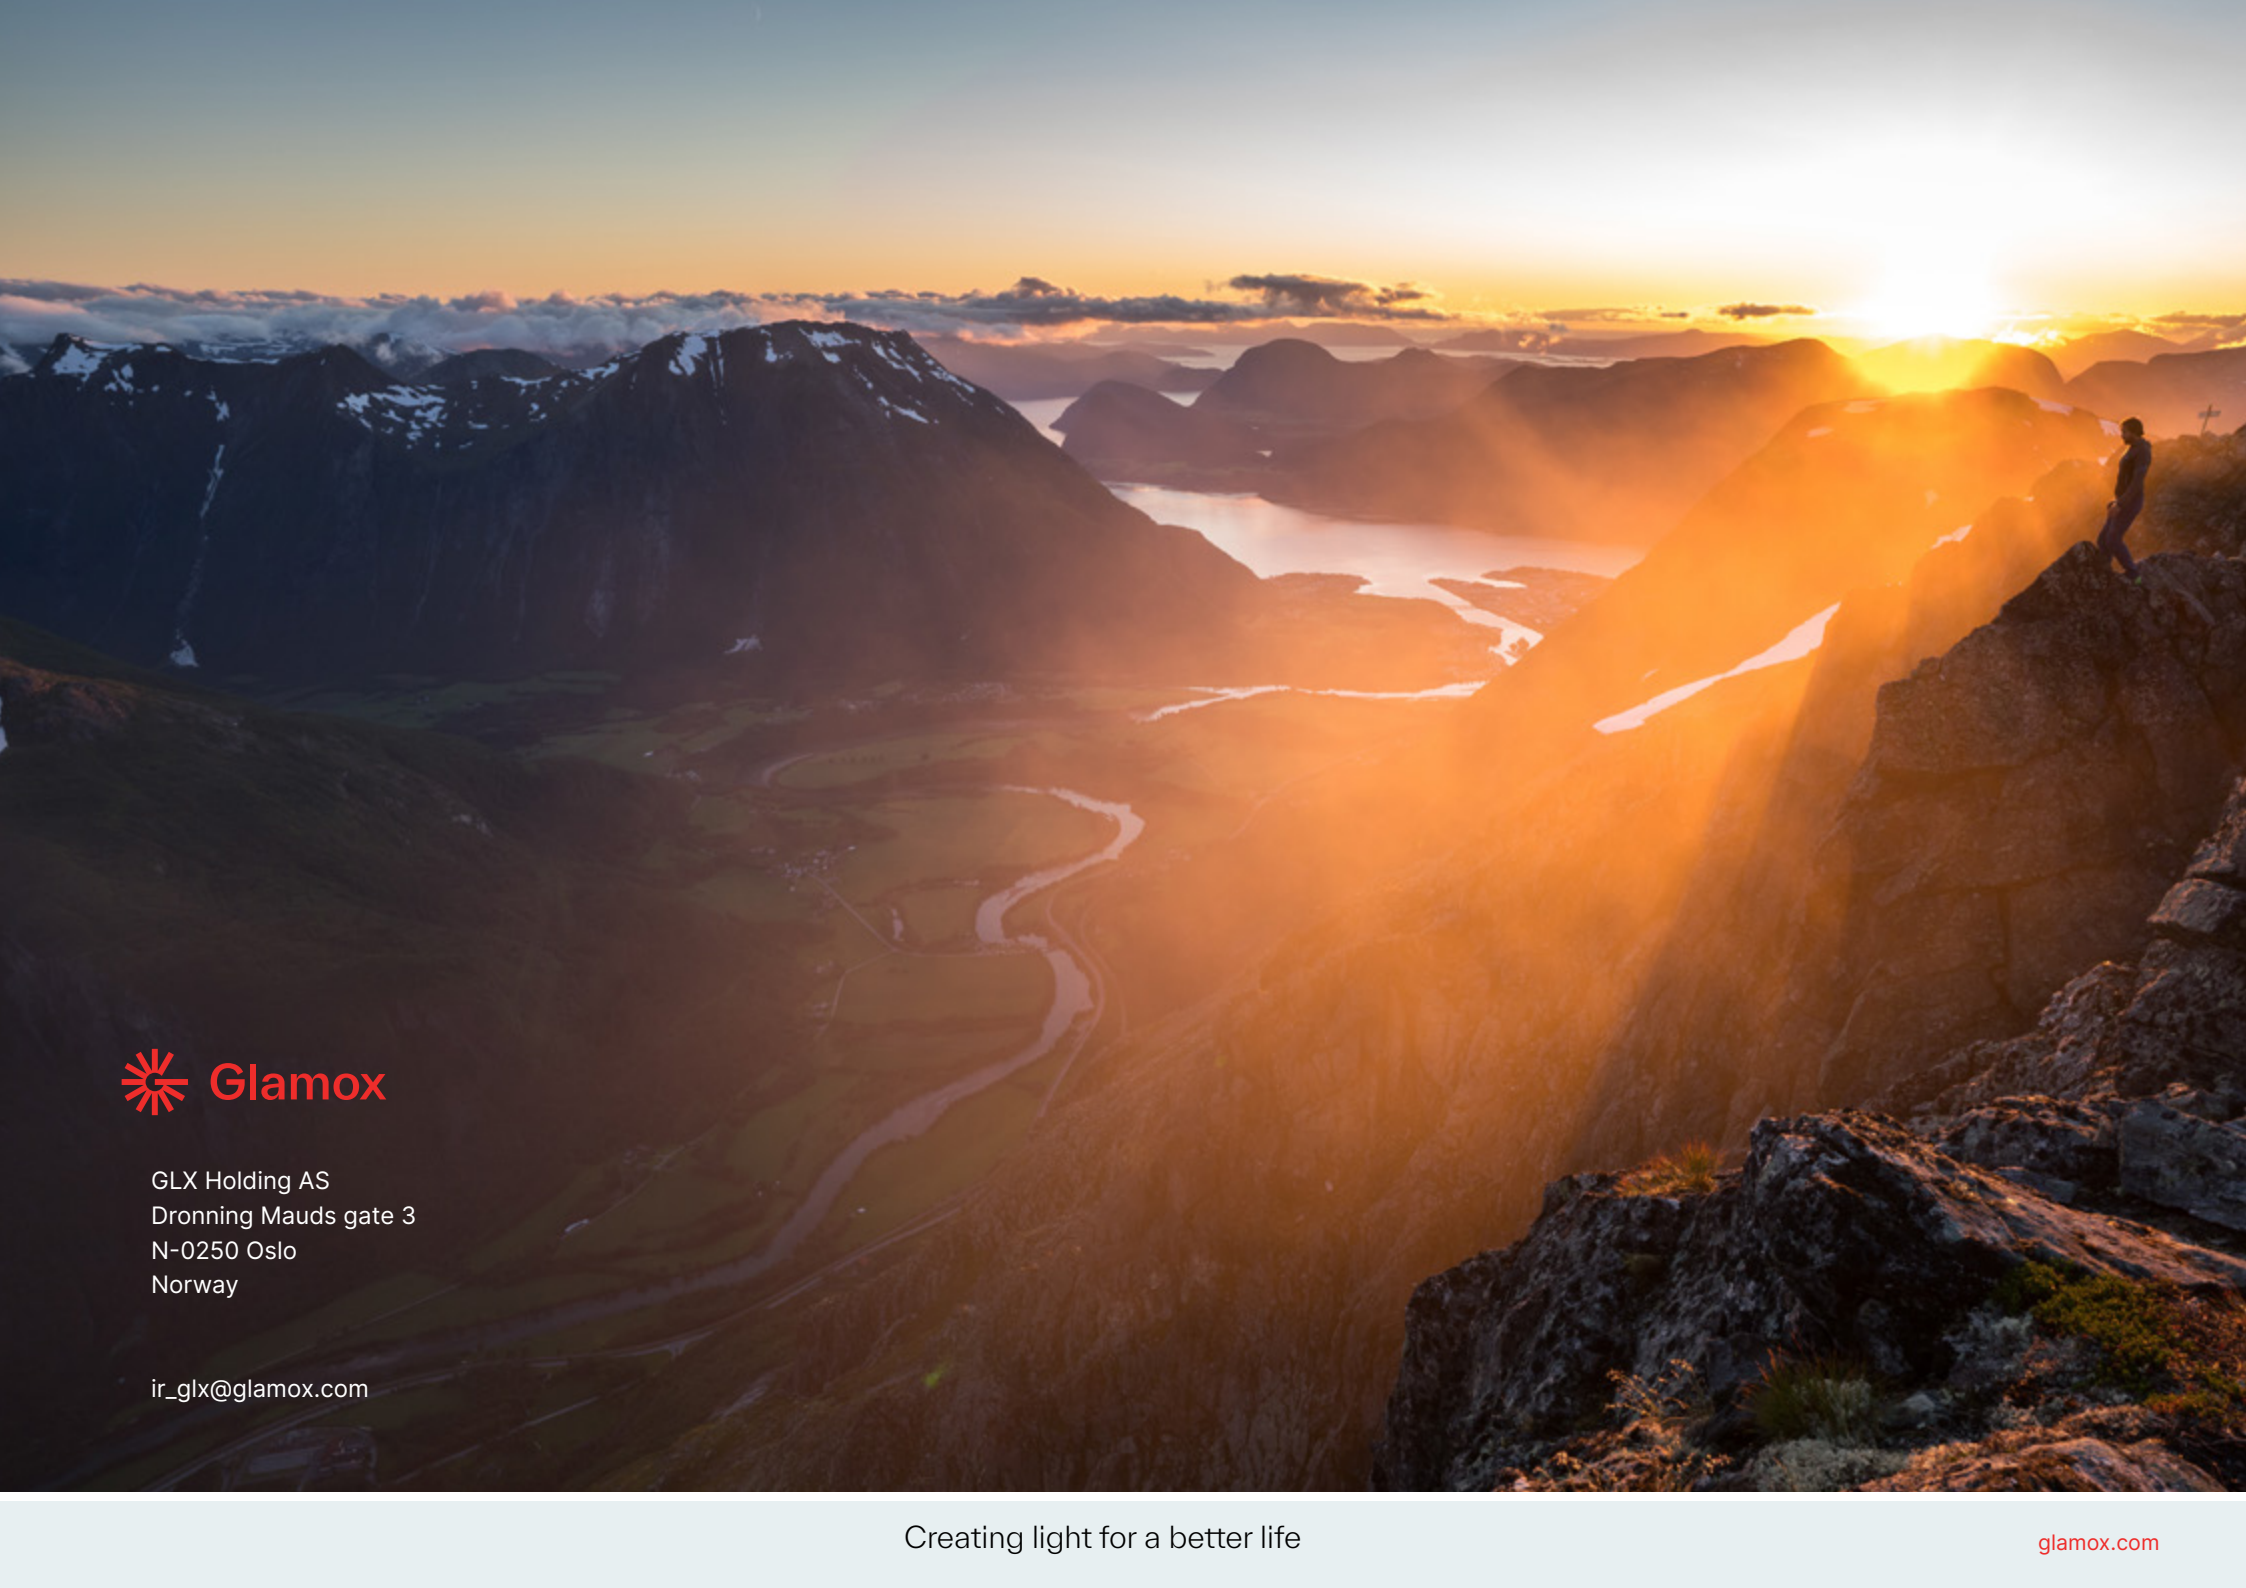 Glamox
GLX Holding AS
Dronning Mauds gate 3
N-0250 Oslo
Norway
ir_glx@glamox.com
Creating light for a better life
glamox.com